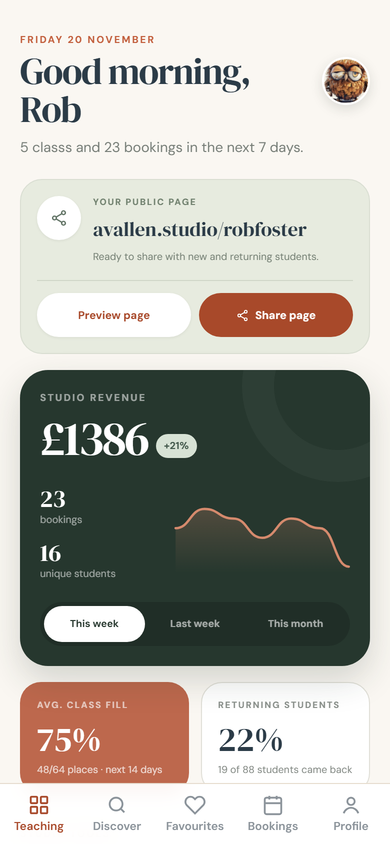 FRIDAY 20 NOVEMBER
Good morning,
Rob
5 classs and 23 bookings in the next 7 days.
YOUR PUBLIC PAGE
avallen.studio/robfoster
Ready to share with new and returning students.
Preview page
Share page
STUDIO REVENUE
£1386
+21%
23
bookings
16
unique students
This week
Last week
This month
AVG. CLASS FILL
75%
48/64 places · next 14 days
RETURNING STUDENTS
22%
19 of 88 students came back
Teaching
Discover
Favourites
Bookings
Profile